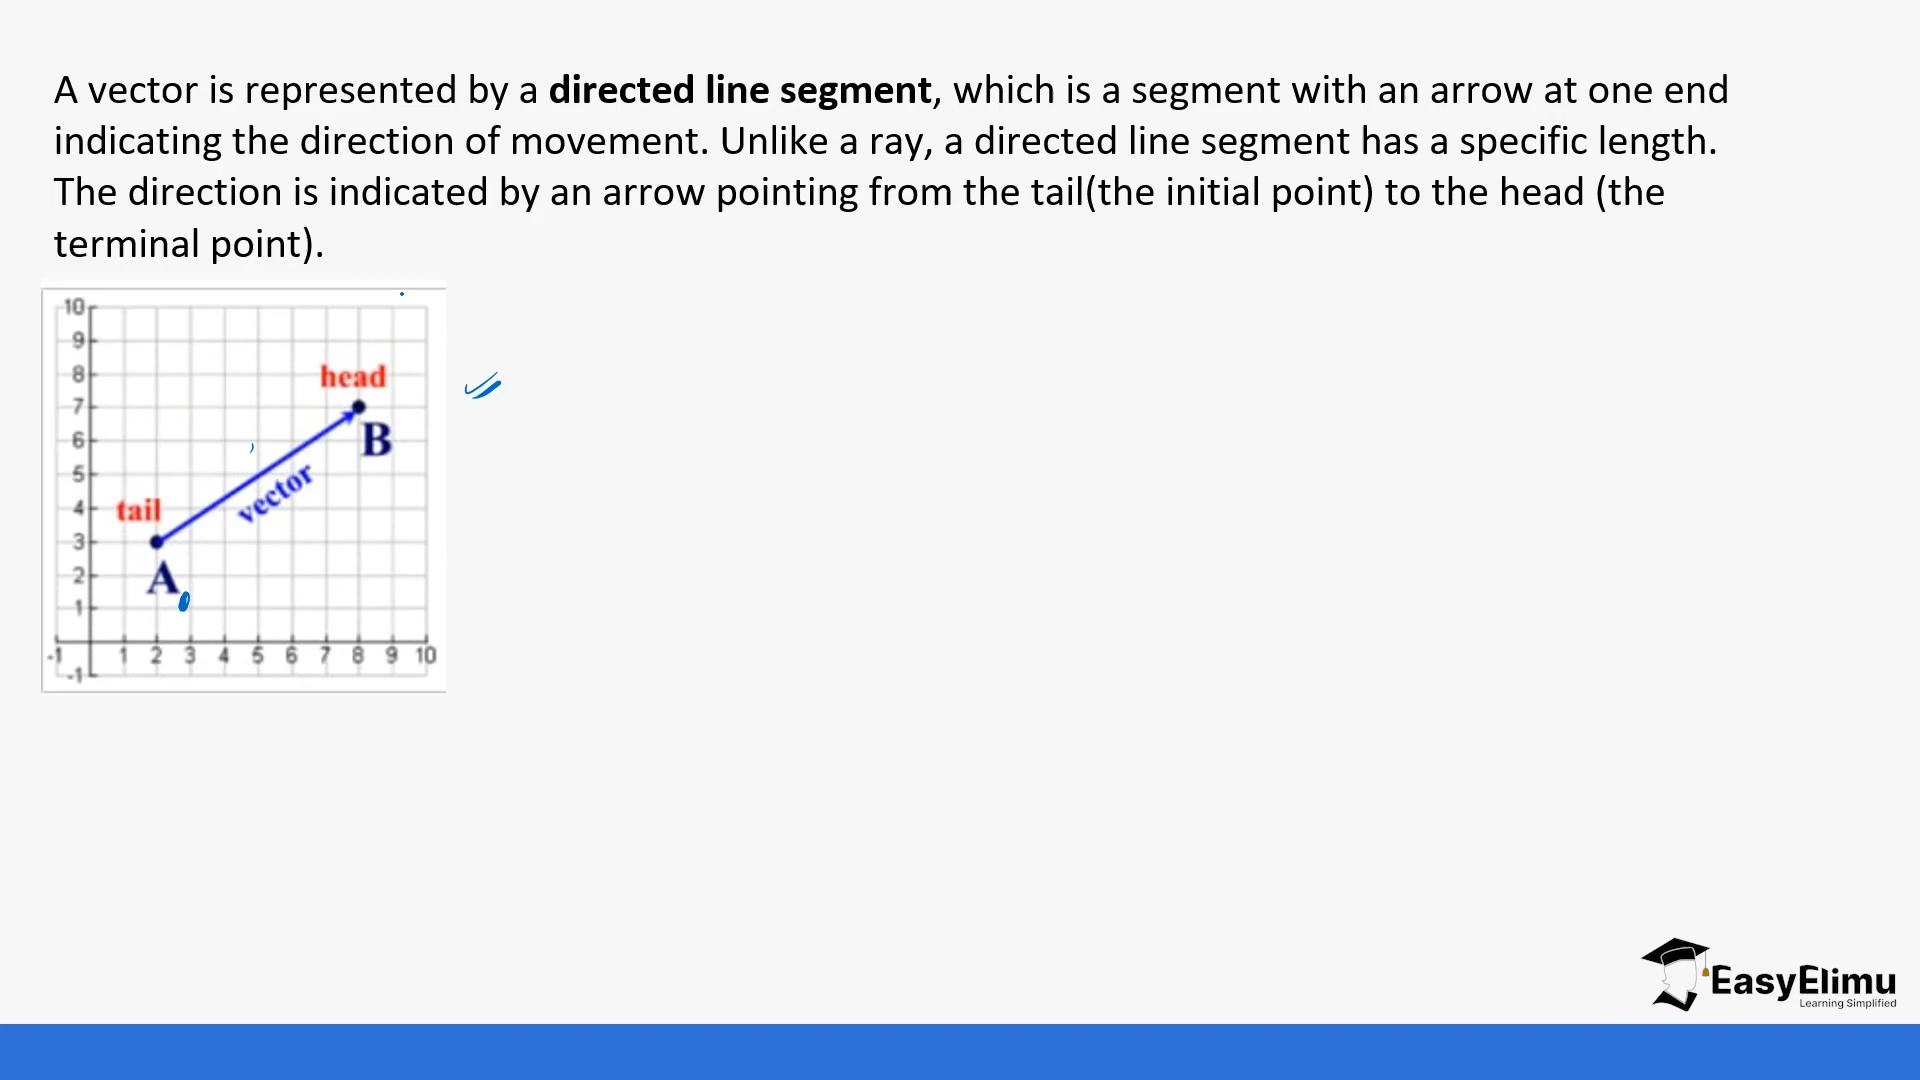 A vector is represented by a directed line segment, which is a segment with an arrow at one end
indicating the direction of movement. Unlike a ray, a directed line segment has a specific length.
The direction is indicated by an arrow pointing from the tail(the initial point) to the head (the
terminal point).
10
9
8
head
7
6
B
5
vector
4
tail
3
2
A
1
-1 1 2 3 4 5 6 7 8 9 10
-1
EasyElimu
Learning Simplified